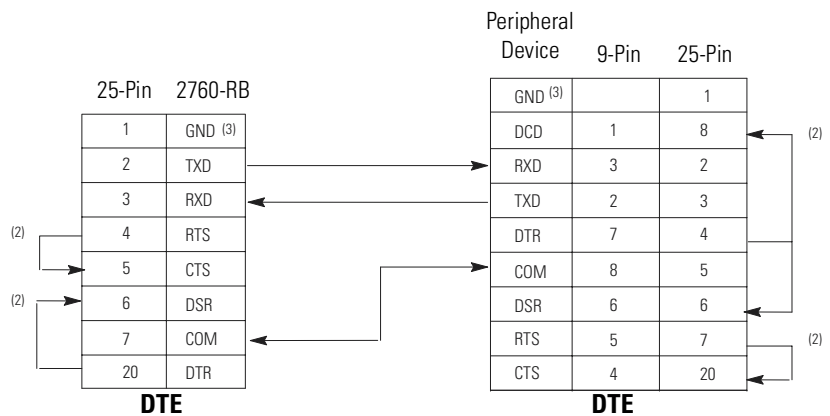 Peripheral
Device 9-Pin 25-Pin
25-Pin 2760-RB
GND (3) 1
1 GND (3)
DCD 1 8 (2)
2 TXD
RXD 3 2
3 RXD
TXD 2 3
(2) 4 RTS
DTR 7 4
5 CTS
COM 8 5
(2) 6 DSR
DSR 6 6
7 COM
RTS 5 7 (2)
20 DTR
CTS 4 20
DTE DTE